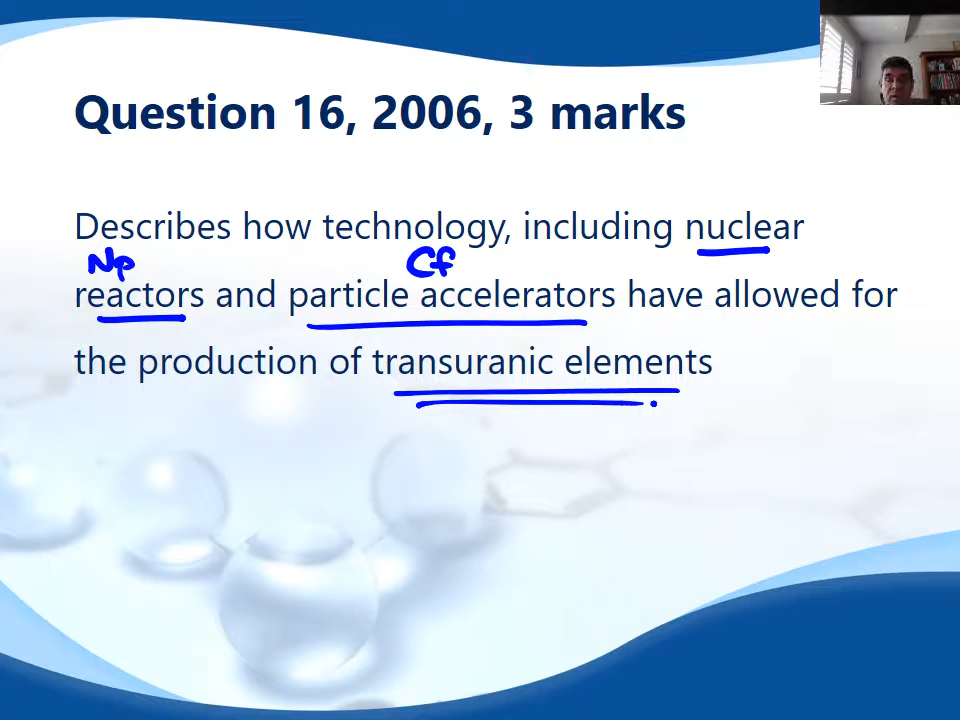 Question 16, 2006, 3 marks
Describes how technology, including nuclear
Np Cf
reactors and particle accelerators have allowed for
the production of transuranic elements